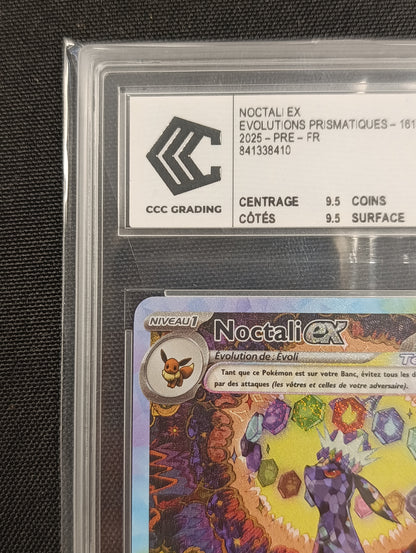 NOCTALI EX
EVOLUTIONS PRISMATIQUES – 161
2025 – PRE – FR
841338410
CCC GRADING
CENTRAGE 9.5 COINS
CÔTÉS 9.5 SURFACE
NIVEAU 1
Noctali ex
Évolution de : Évoli
Tant que ce Pokémon est sur votre Banc, évitez tous les d
par des attaques (les vôtres et celles de votre adversaire).